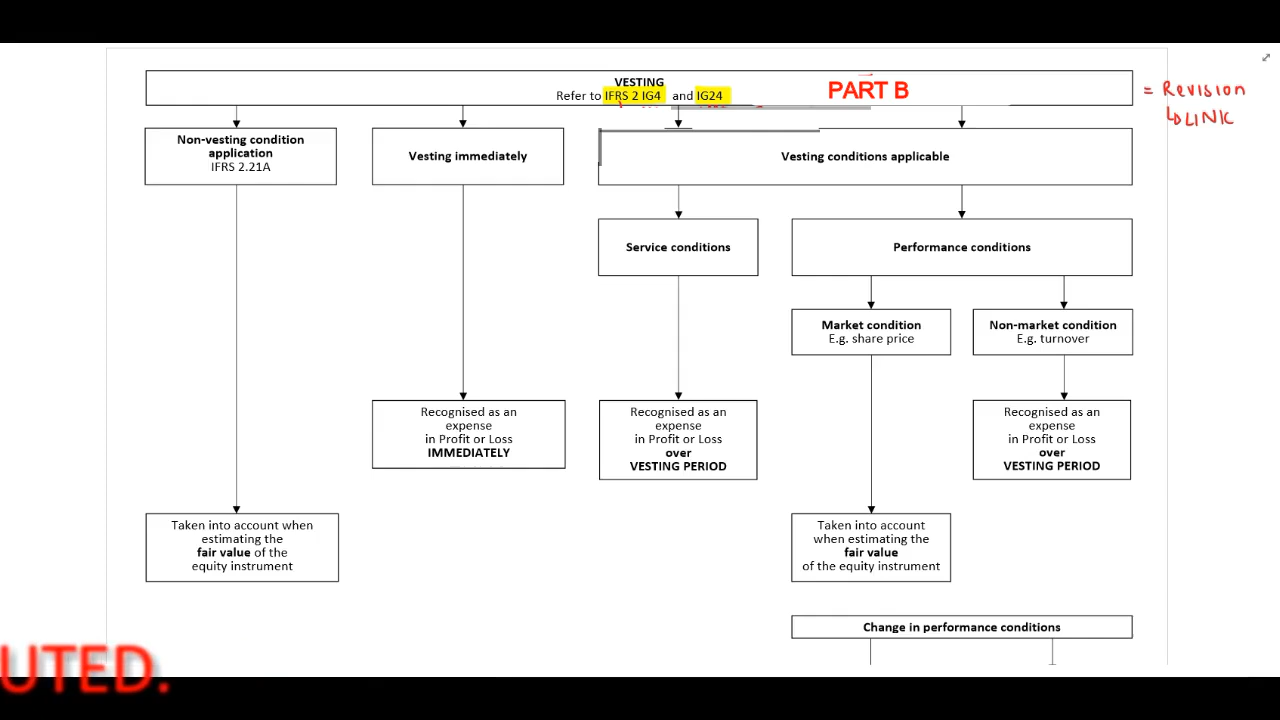 VESTING
Refer to IFRS 2 IG4 and IG24
PART B
= Revision
LINK
Non-vesting condition
application
IFRS 2.21A
Vesting immediately
Vesting conditions applicable
Service conditions
Performance conditions
Market condition
E.g. share price
Non-market condition
E.g. turnover
Recognised as an
expense
in Profit or Loss
IMMEDIATELY
Recognised as an
expense
in Profit or Loss
over
VESTING PERIOD
Recognised as an
expense
in Profit or Loss
over
VESTING PERIOD
Taken into account when
estimating the
fair value of the
equity instrument
Taken into account
when estimating the
fair value
of the equity instrument
Change in performance conditions
UTED.